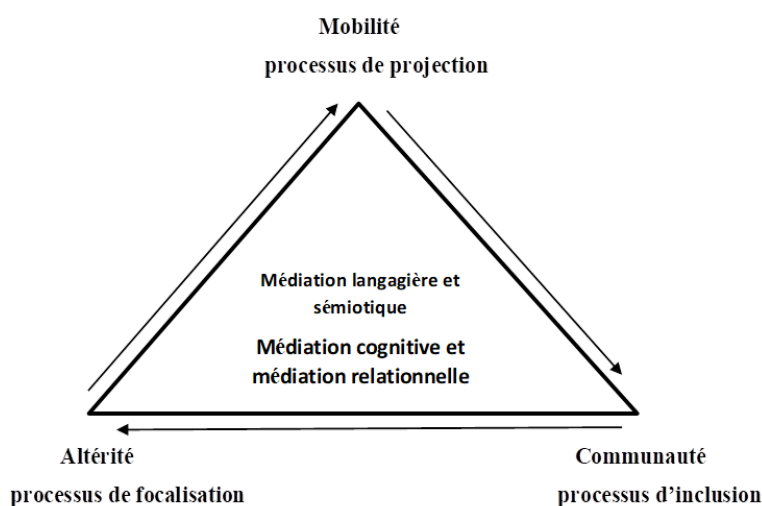 Mobilité
processus de projection
Médiation langagière et
sémiotique
Médiation cognitive et
médiation relationnelle
Altérité
processus de focalisation
Communauté
processus d’inclusion